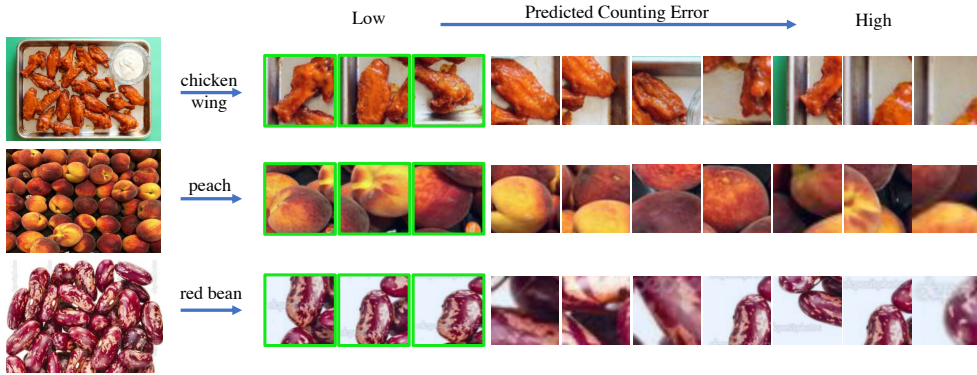 Low
Predicted Counting Error
High
chicken
wing
peach
red bean